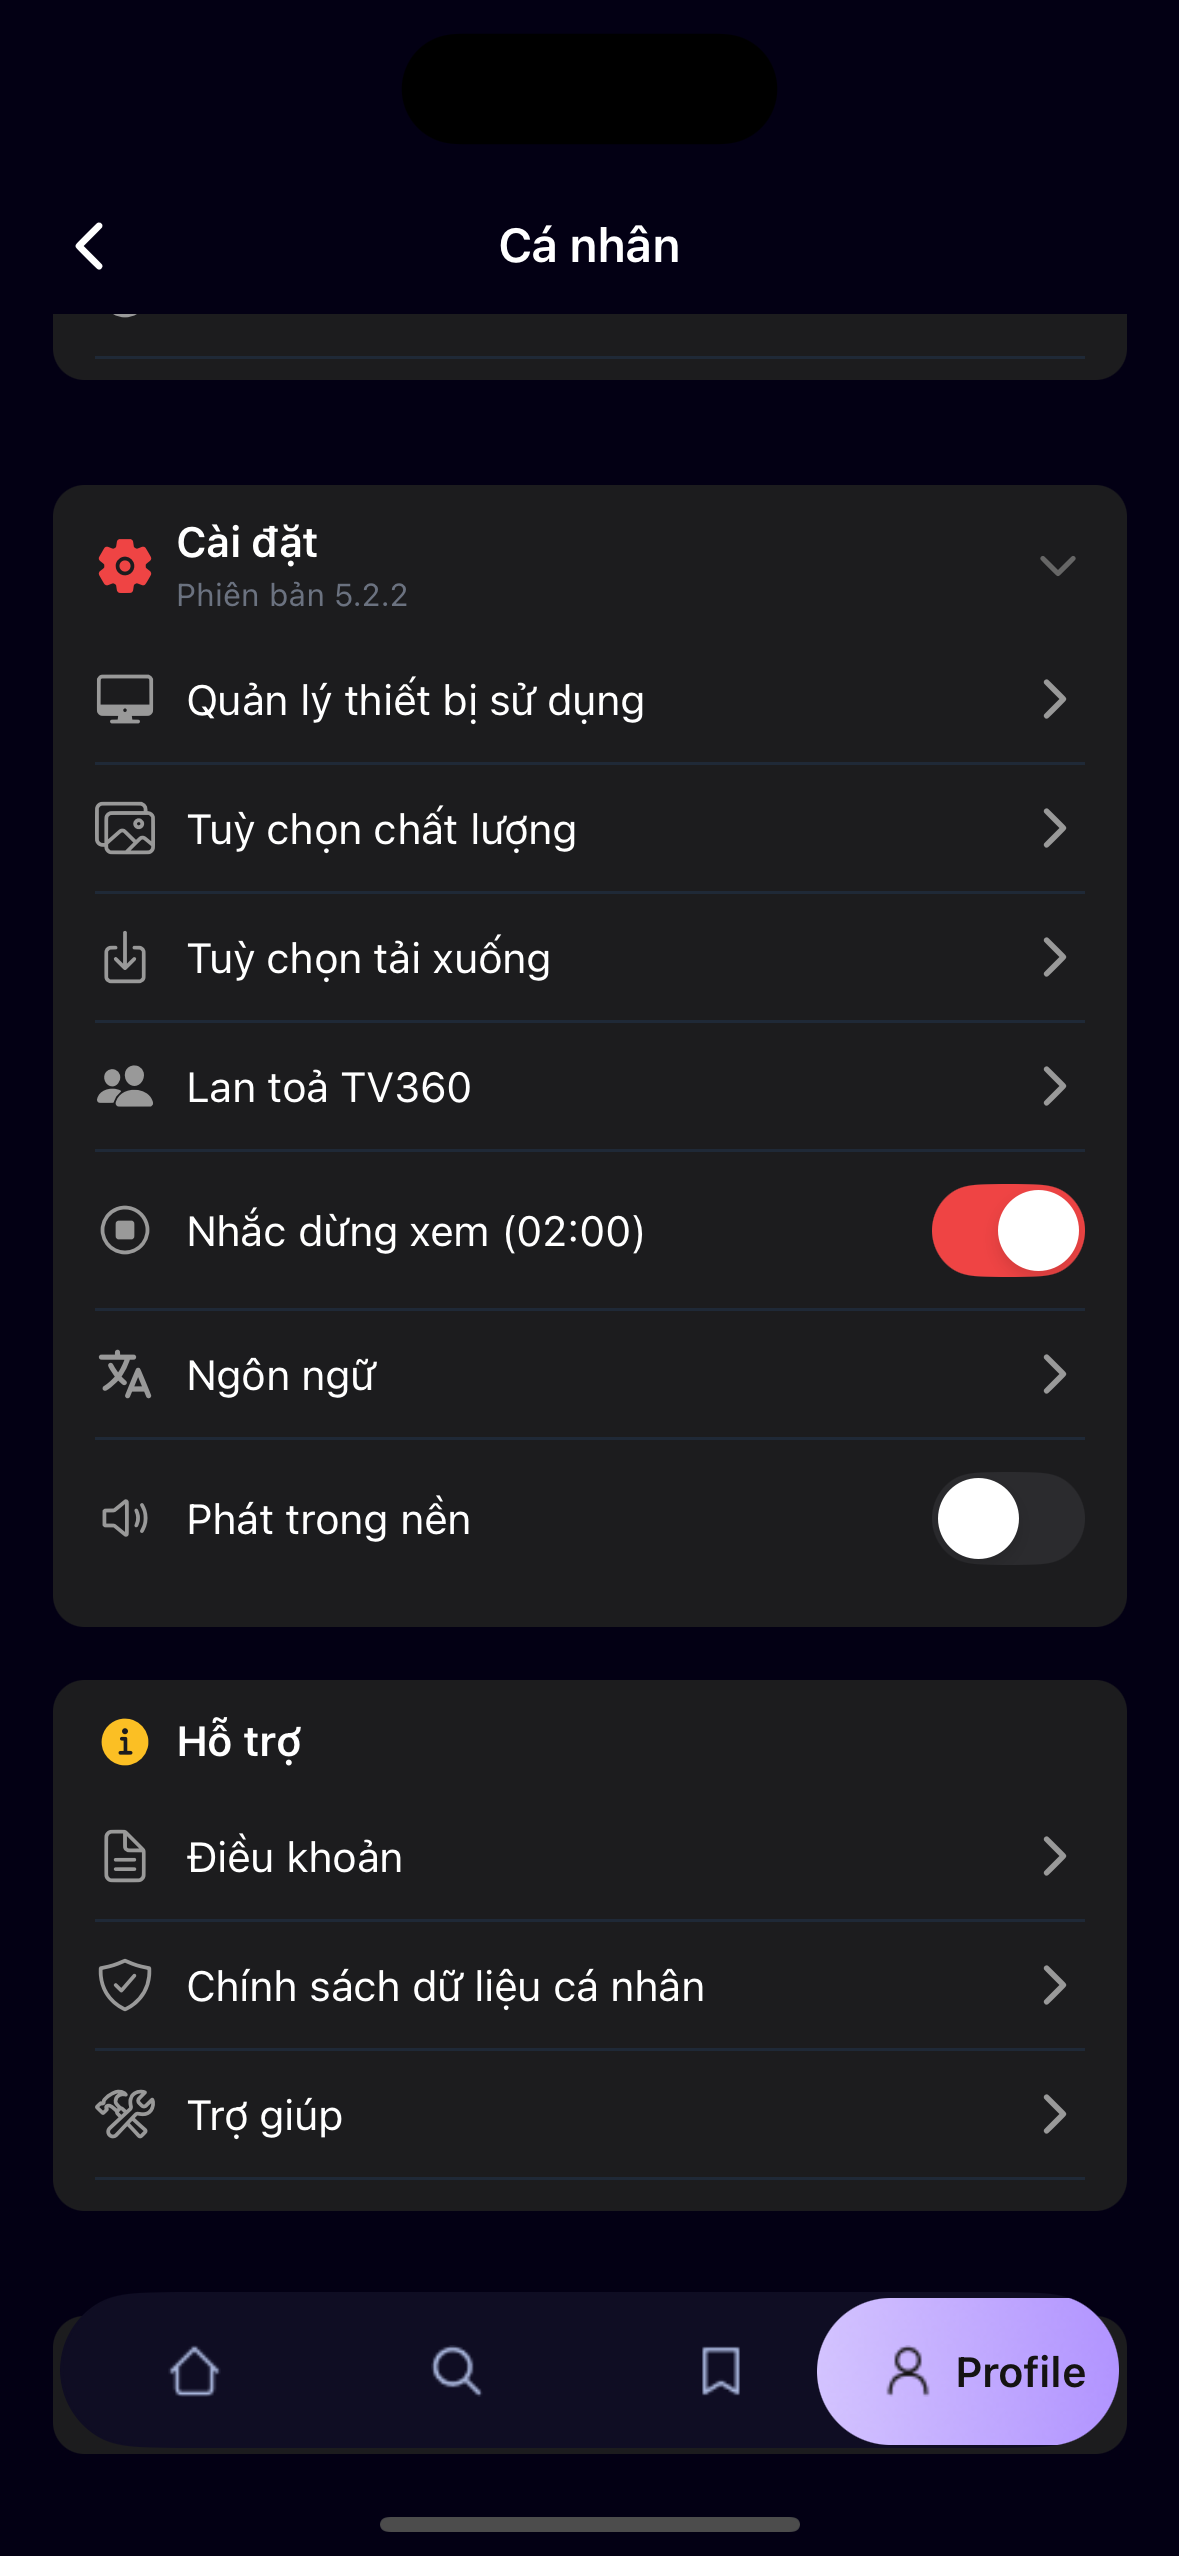 Cá nhân
Cài đặt
Phiên bản 5.2.2
Quản lý thiết bị sử dụng
Tuỳ chọn chất lượng
Tuỳ chọn tải xuống
Lan toả TV360
Nhắc dừng xem (02:00)
Ngôn ngữ
Phát trong nền
Hỗ trợ
Điều khoản
Chính sách dữ liệu cá nhân
Trợ giúp
Profile